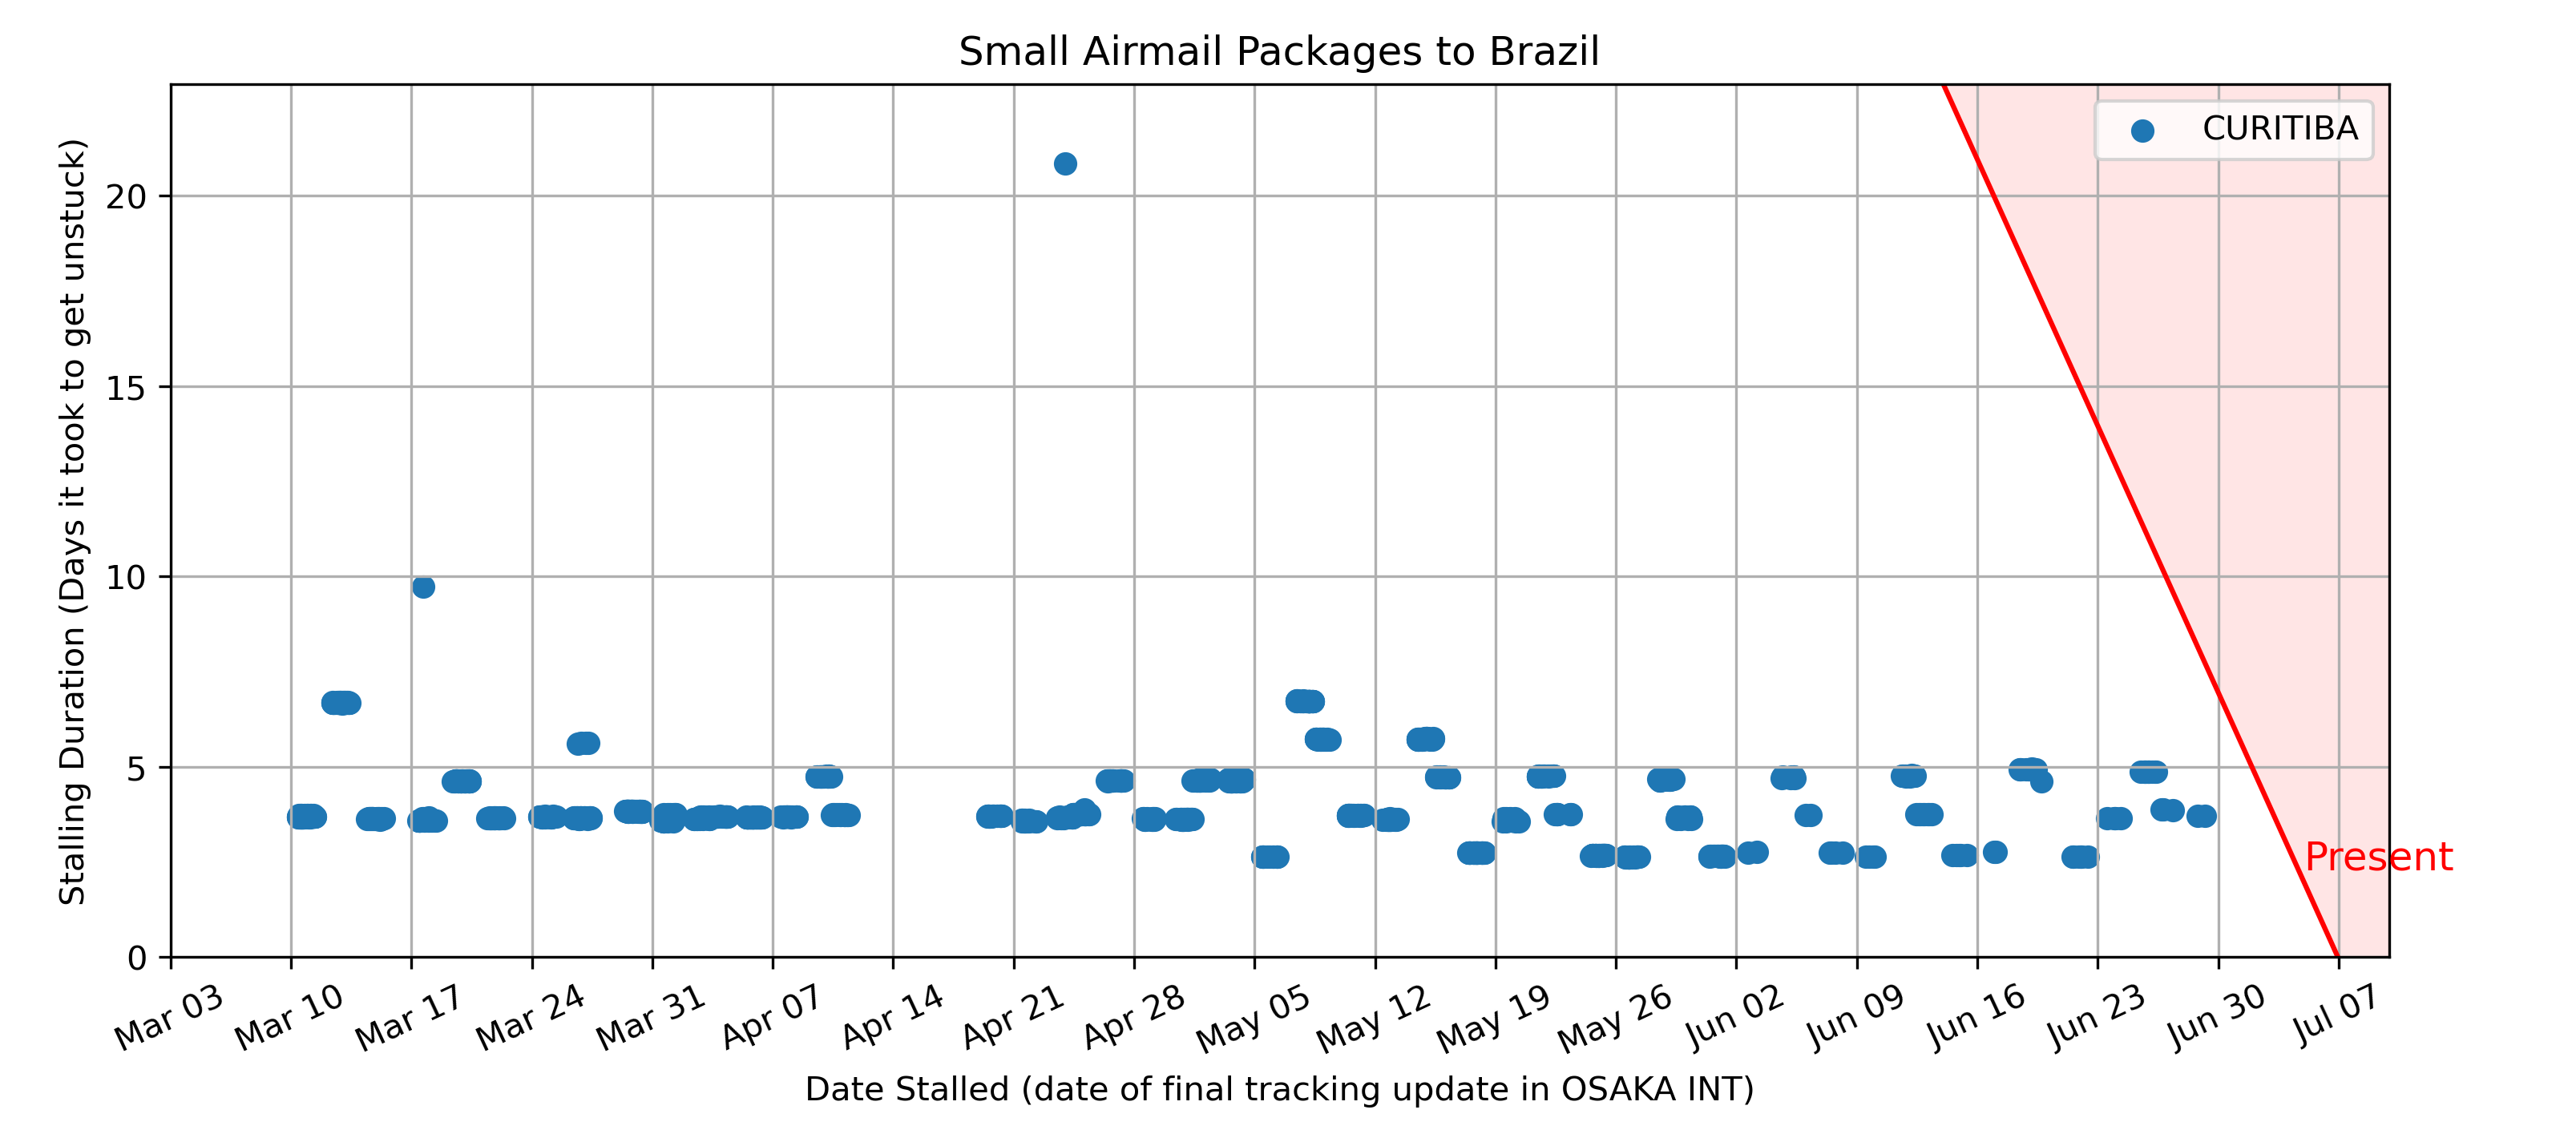 Small Airmail Packages to Brazil
CURITIBA
Stalling Duration (Days it took to get unstuck)
20
15
10
5
0
Present
Mar 03
Mar 10
Mar 17
Mar 24
Mar 31
Apr 07
Apr 14
Apr 21
Apr 28
May 05
May 12
May 19
May 26
Jun 02
Jun 09
Jun 16
Jun 23
Jun 30
Jul 07
Date Stalled (date of final tracking update in OSAKA INT)